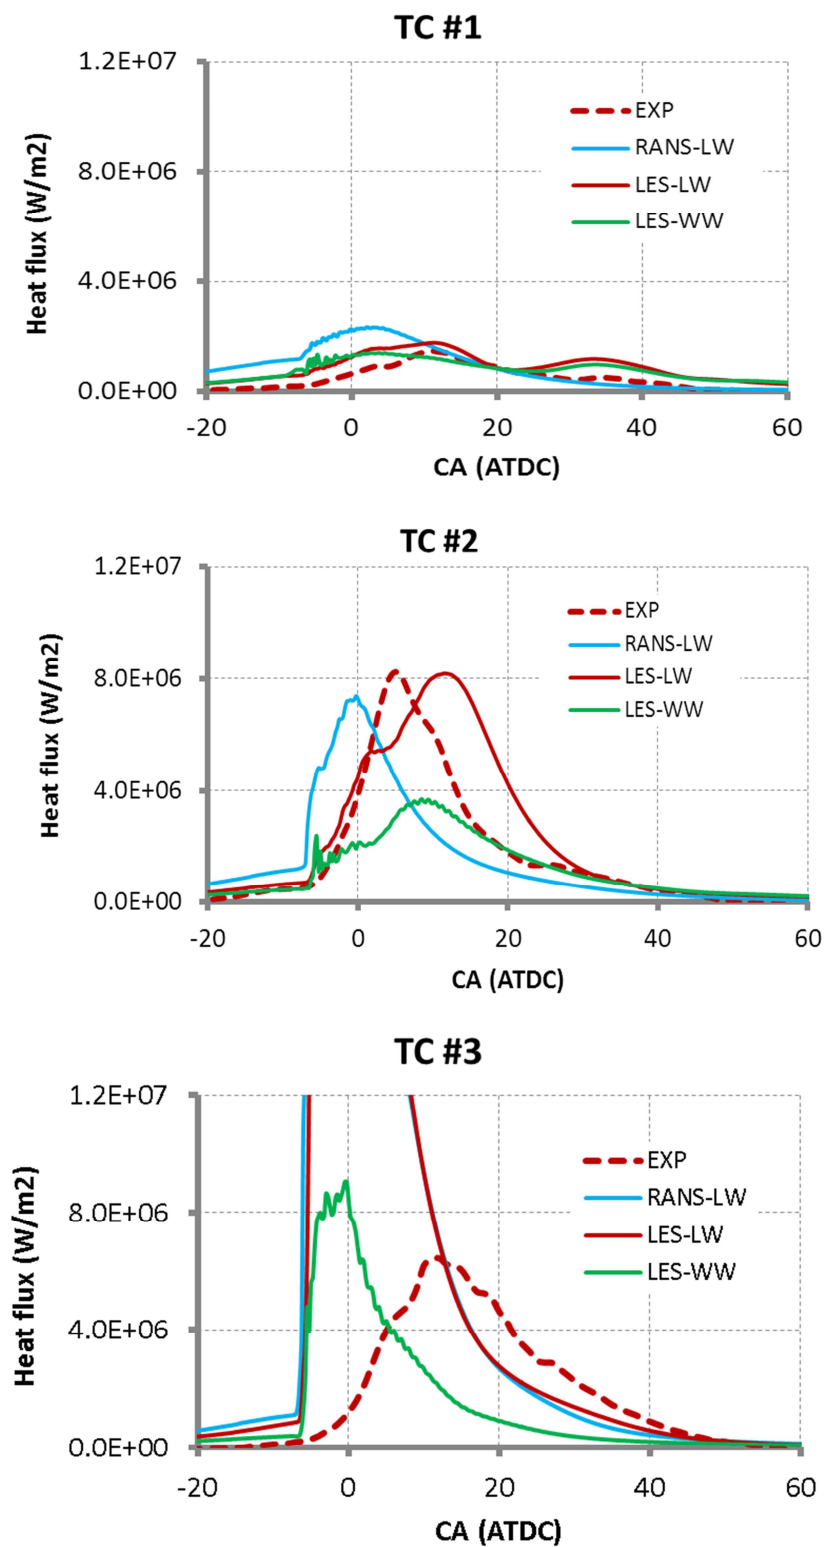 TC #1
1.2E+07
8.0E+06
4.0E+06
0.0E+00
Heat flux (W/m2)
EXP
RANS-LW
LES-LW
LES-WW
-20 0 20 40 60
CA (ATDC)
TC #2
1.2E+07
8.0E+06
4.0E+06
0.0E+00
Heat flux (W/m2)
EXP
RANS-LW
LES-LW
LES-WW
-20 0 20 40 60
CA (ATDC)
TC #3
1.2E+07
8.0E+06
4.0E+06
0.0E+00
Heat flux (W/m2)
EXP
RANS-LW
LES-LW
LES-WW
-20 0 20 40 60
CA (ATDC)